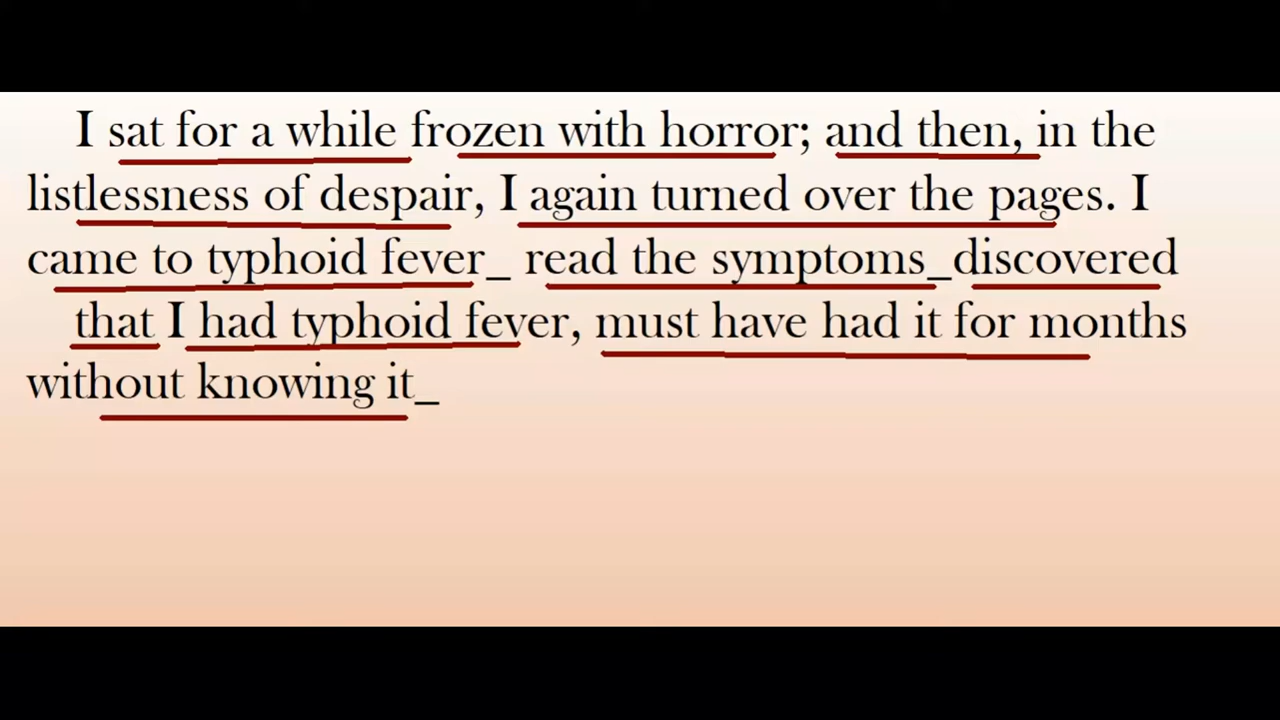 I sat for a while frozen with horror; and then, in the
listlessness of despair, I again turned over the pages. I
came to typhoid fever_ read the symptoms_discovered
that I had typhoid fever, must have had it for months
without knowing it_